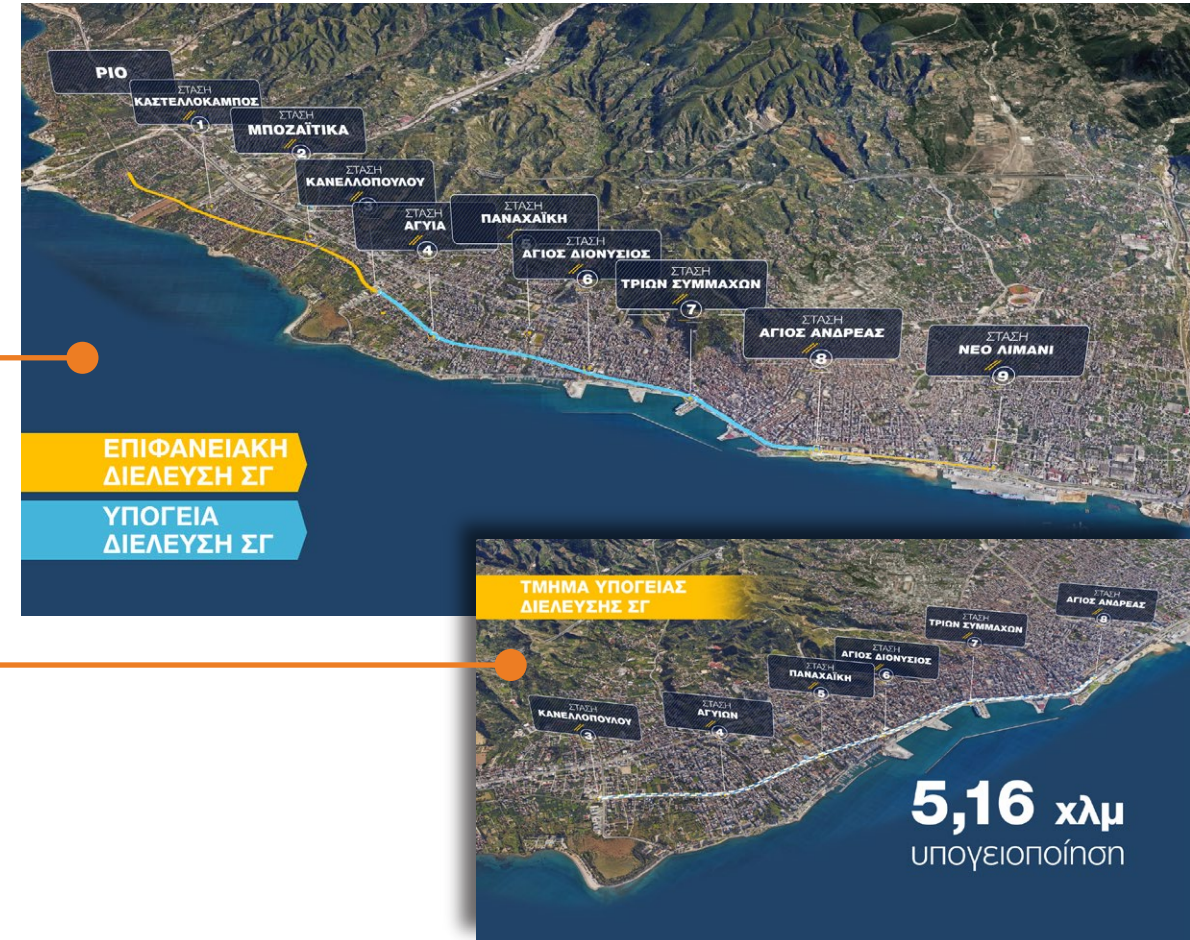 ΡΙΟ
ΣΤΑΣΗ
ΚΑΣΤΕΛΛΟΚΑΜΠΟΣ
1
ΣΤΑΣΗ
ΜΠΟΖΑΪΤΙΚΑ
2
ΣΤΑΣΗ
ΚΑΝΕΛΛΟΠΟΥΛΟΥ
3
ΣΤΑΣΗ
ΑΓΥΙΑ
4
ΣΤΑΣΗ
ΠΑΝΑΧΑΪΚΗ
5
ΣΤΑΣΗ
ΑΓΙΟΣ ΔΙΟΝΥΣΙΟΣ
6
ΣΤΑΣΗ
ΤΡΙΩΝ ΣΥΜΜΑΧΩΝ
7
ΣΤΑΣΗ
ΑΓΙΟΣ ΑΝΔΡΕΑΣ
8
ΣΤΑΣΗ
ΝΕΟ ΛΙΜΑΝΙ
9
ΕΠΙΦΑΝΕΙΑΚΗ
ΔΙΕΛΕΥΣΗ ΣΓ
ΥΠΟΓΕΙΑ
ΔΙΕΛΕΥΣΗ ΣΓ
ΤΜΗΜΑ ΥΠΟΓΕΙΑΣ
ΔΙΕΛΕΥΣΗΣ ΣΓ
ΣΤΑΣΗ
ΚΑΝΕΛΛΟΠΟΥΛΟΥ
3
ΣΤΑΣΗ
ΑΓΥΙΩΝ
4
ΣΤΑΣΗ
ΠΑΝΑΧΑΪΚΗ
5
ΣΤΑΣΗ
ΑΓΙΟΣ ΔΙΟΝΥΣΙΟΣ
6
ΣΤΑΣΗ
ΤΡΙΩΝ ΣΥΜΜΑΧΩΝ
7
ΣΤΑΣΗ
ΑΓΙΟΣ ΑΝΔΡΕΑΣ
8
5,16 χλμ
υπογειοποίηση